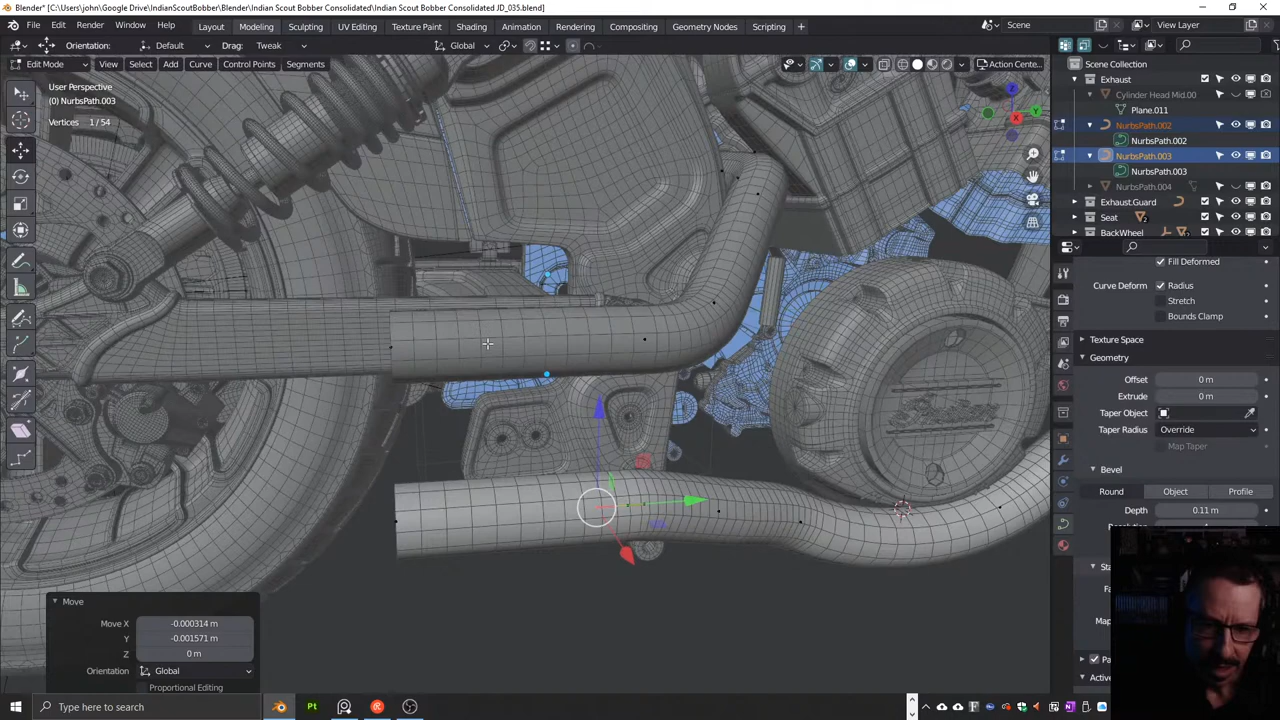 Blender* [C:\Users\john\Google Drive\IndianScoutBobber\Blender\Indian Scout Bobber Consolidated\Indian Scout Bobber Consolidated JD_035.blend]
File Edit Render Window Help
Layout Modeling Sculpting UV Editing Texture Paint Shading Animation Rendering Compositing Geometry Nodes Scripting +
Scene View Layer
Orientation: Default Drag: Tweak Global
Edit Mode View Select Add Curve Control Points Segments Action Cente...
User Perspective
(0) NurbsPath.003
Vertices 1 / 54
Z
Y
X
Scene Collection
Exhaust
Cylinder Head Mid.00
Plane.011
NurbsPath.002
NurbsPath.002
NurbsPath.003
NurbsPath.003
NurbsPath.004
Exhaust.Guard
Seat
BackWheel
Fill Deformed
Curve Deform Radius
Stretch
Bounds Clamp
Texture Space
Geometry
Offset 0 m
Extrude 0 m
Taper Object
Taper Radius Override
Map Taper
Bevel
Round Object Profile
Depth 0.11 m
Move
Move X -0.000314 m
Y -0.001571 m
Z 0 m
Orientation Global
Proportional Editing
Type here to search
Pt